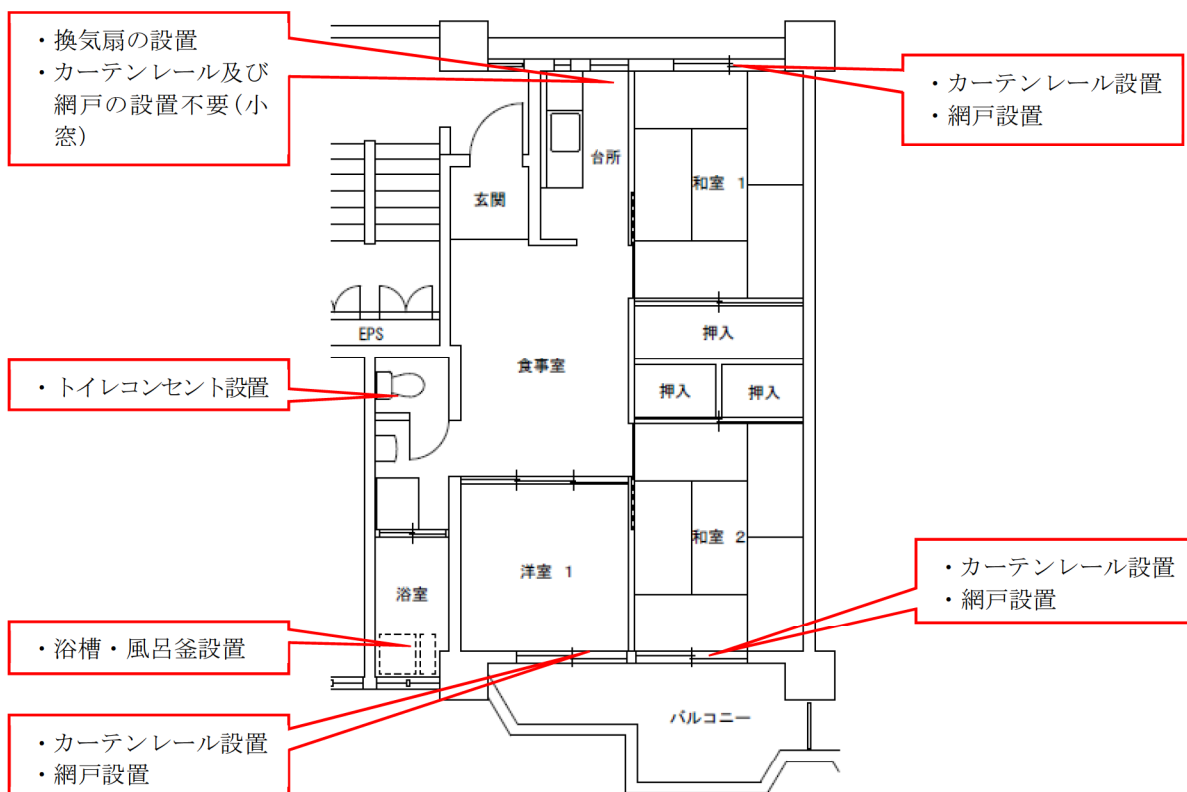 ・換気扇の設置
・カーテンレール及び
網戸の設置不要(小
窓)
・カーテンレール設置
・網戸設置
台所
和室 1
玄関
押入
EPS
食事室
・トイレコンセント設置
押入
押入
和室 2
洋室 1
・カーテンレール設置
・網戸設置
浴室
・浴槽・風呂釜設置
バルコニー
・カーテンレール設置
・網戸設置